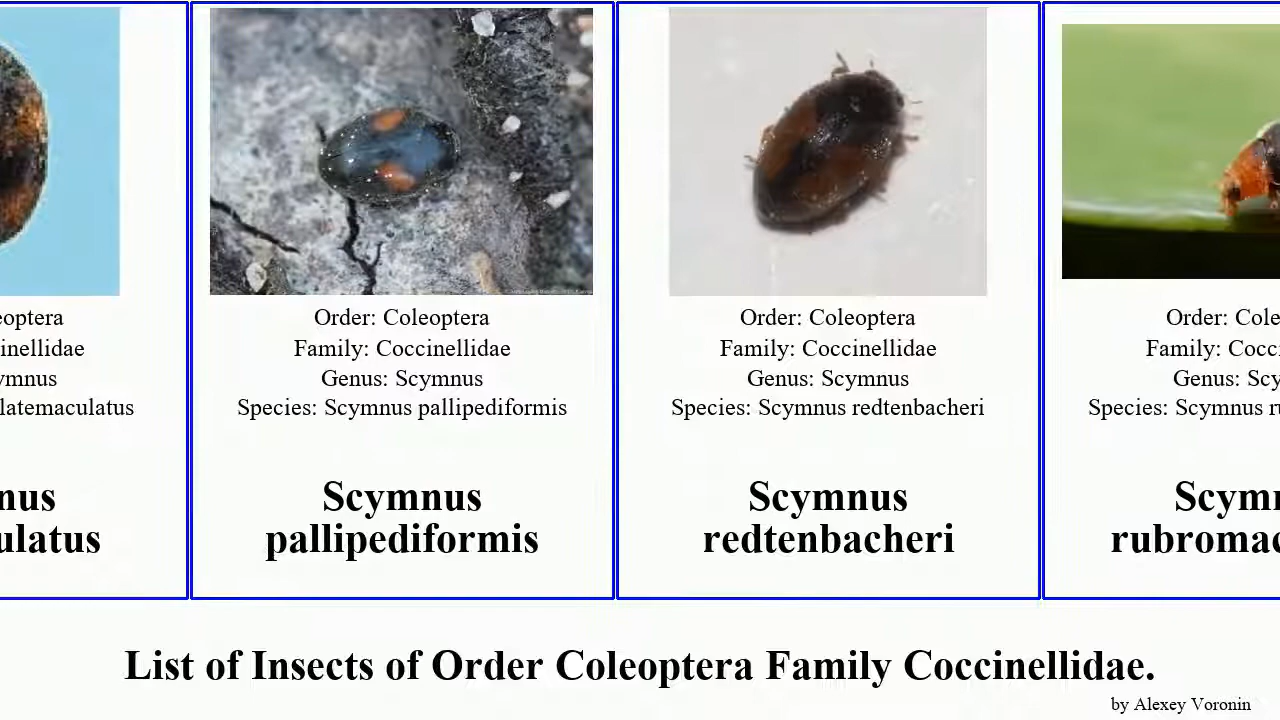 eoptera
inellidae
ymnus
latemaculatus
nus
ulatus
Order: Coleoptera
Family: Coccinellidae
Genus: Scymnus
Species: Scymnus pallipediformis
Scymnus
pallipediformis
Order: Coleoptera
Family: Coccinellidae
Genus: Scymnus
Species: Scymnus redtenbacheri
Scymnus
redtenbacheri
Order: Cole
Family: Cocci
Genus: Scy
Species: Scymnus ru
Scymn
rubromac
List of Insects of Order Coleoptera Family Coccinellidae.
by Alexey Voronin